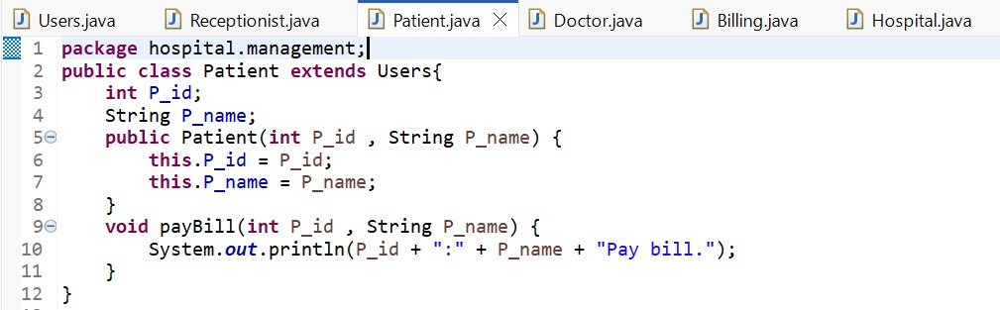 Users.java Receptionist.java Patient.java Doctor.java Billing.java Hospital.java
1 package hospital.management;
2 public class Patient extends Users{
3     int P_id;
4     String P_name;
5     public Patient(int P_id , String P_name) {
6         this.P_id = P_id;
7         this.P_name = P_name;
8     }
9     void payBill(int P_id , String P_name) {
10         System.out.println(P_id + ":" + P_name + "Pay bill.");
11     }
12 }